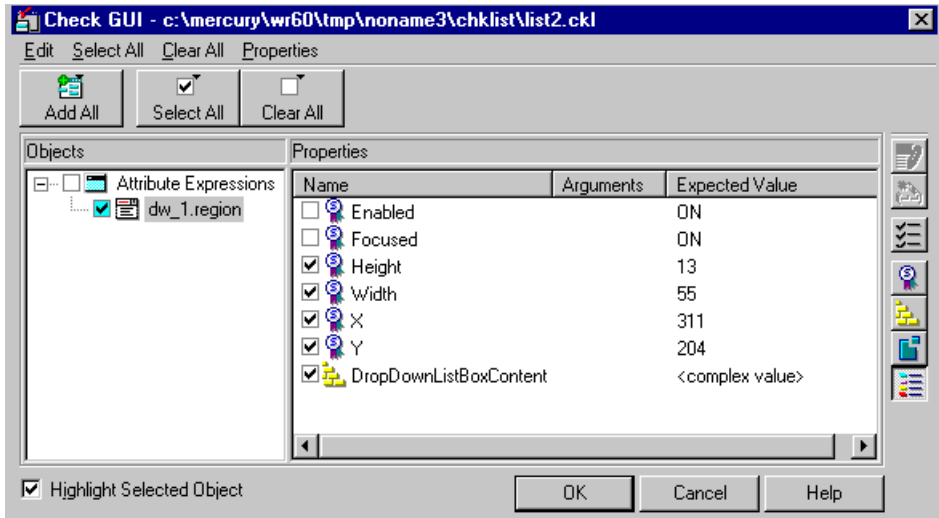 Check GUI - c:\mercury\wr60\tmp\noname3\chklist\list2.ckl
Edit Select All Clear All Properties
Add All Select All Clear All
Objects Properties
Attribute Expressions
dw_1.region
Name Arguments Expected Value
Enabled ON
Focused ON
Height 13
Width 55
X 311
Y 204
DropDownListBoxContent <complex value>
Highlight Selected Object OK Cancel Help